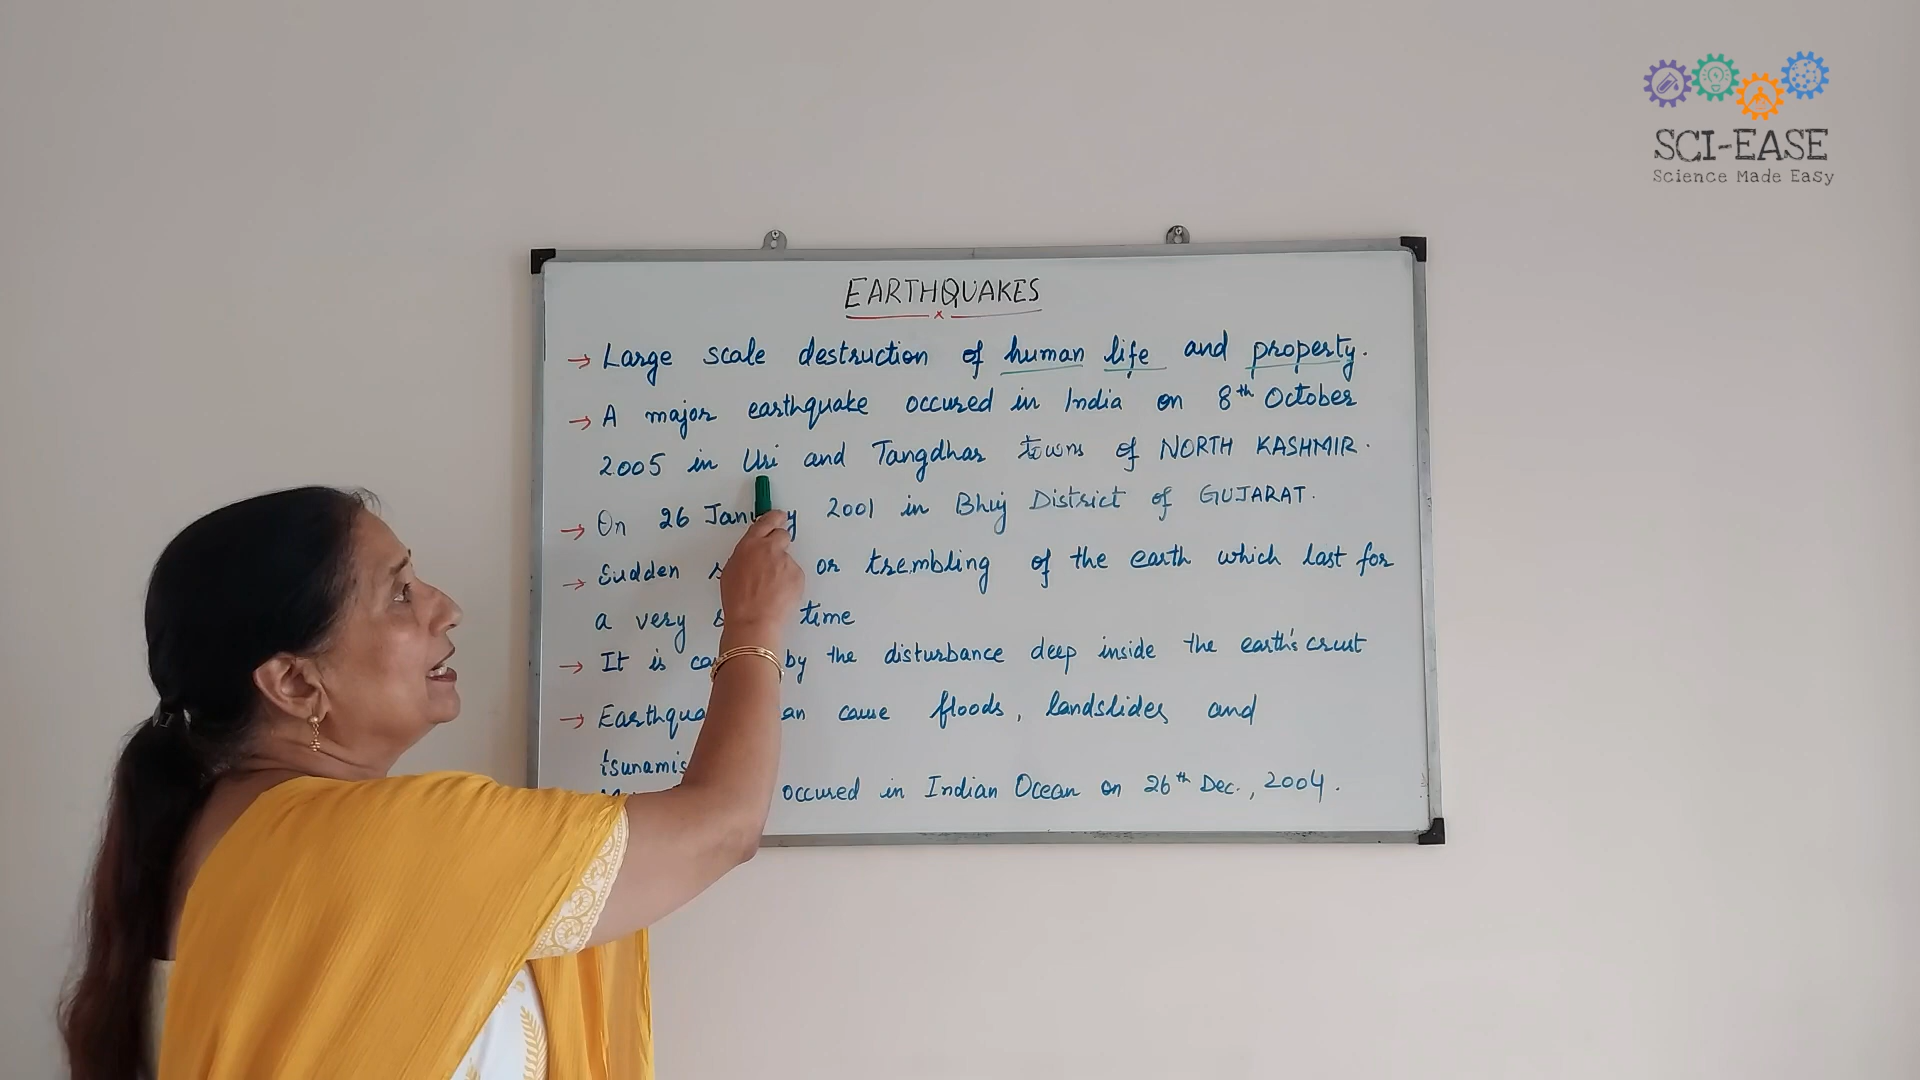 SCI-EASE
Science Made Easy
EARTHQUAKES
→ Large scale destruction of human life and property.
→ A major earthquake occured in India on 8th October
2005 in Uri and Tangdhar towns of NORTH KASHMIR.
→ On 26 January 2001 in Bhuj District of GUJARAT.
→ Sudden or trembling of the earth which last for
a very time
→ It is by the disturbance deep inside the earth's crust
→ cause floods, landslides and
tsunamis
occured in Indian Ocean on 26th Dec., 2004.